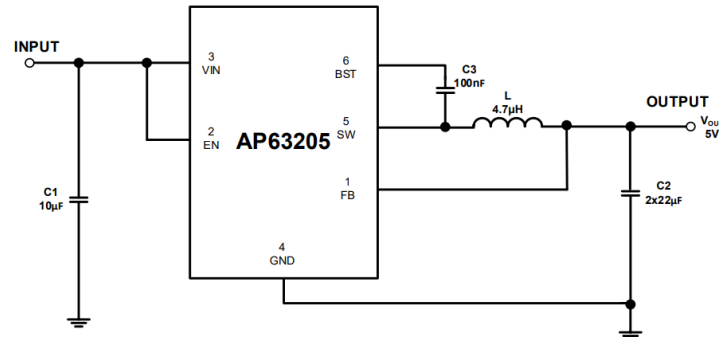 INPUT
3
VIN
2
EN
AP63205
6
BST
5
SW
1
FB
4
GND
C1
10µF
C3
100nF
L
4.7µH
OUTPUT
VOU
5V
C2
2x22µF